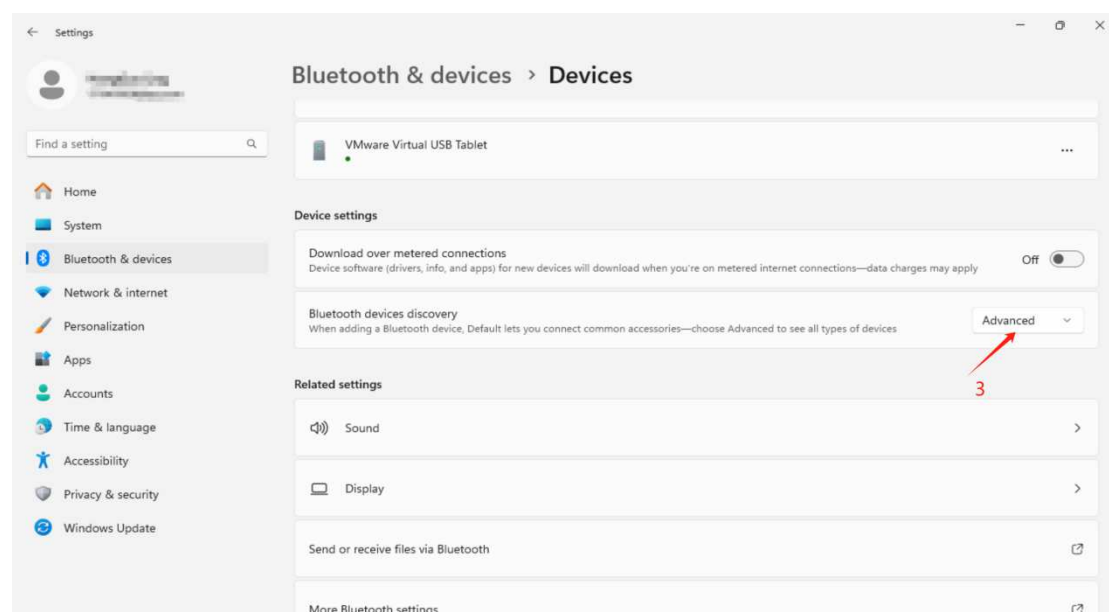 Settings
Bluetooth & devices > Devices
Find a setting
VMware Virtual USB Tablet
...
Home
System
Bluetooth & devices
Network & internet
Personalization
Apps
Accounts
Time & language
Accessibility
Privacy & security
Windows Update
Device settings
Download over metered connections
Device software (drivers, info, and apps) for new devices will download when you're on metered internet connections—data charges may apply
Off
Bluetooth devices discovery
When adding a Bluetooth device, Default lets you connect common accessories—choose Advanced to see all types of devices
Advanced
3
Related settings
Sound
Display
Send or receive files via Bluetooth
More Bluetooth settings